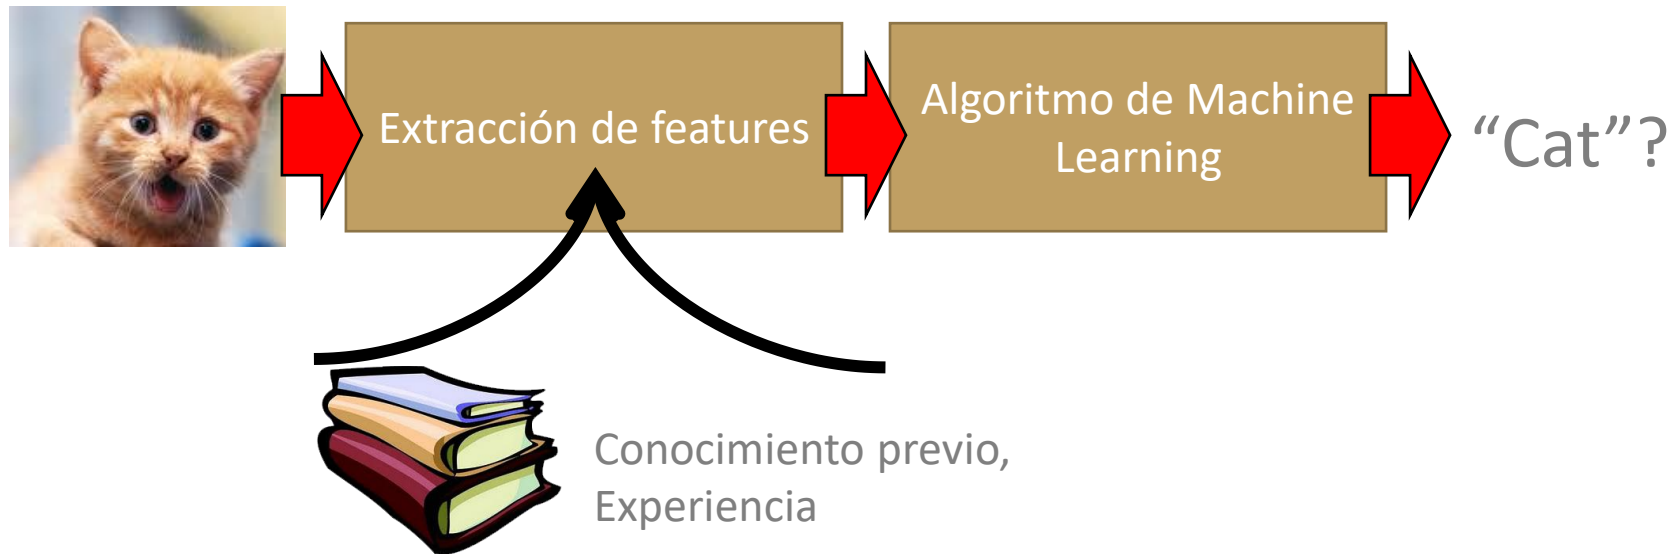 Extracción de features
Algoritmo de Machine
Learning
“Cat”?
Conocimiento previo,
Experiencia